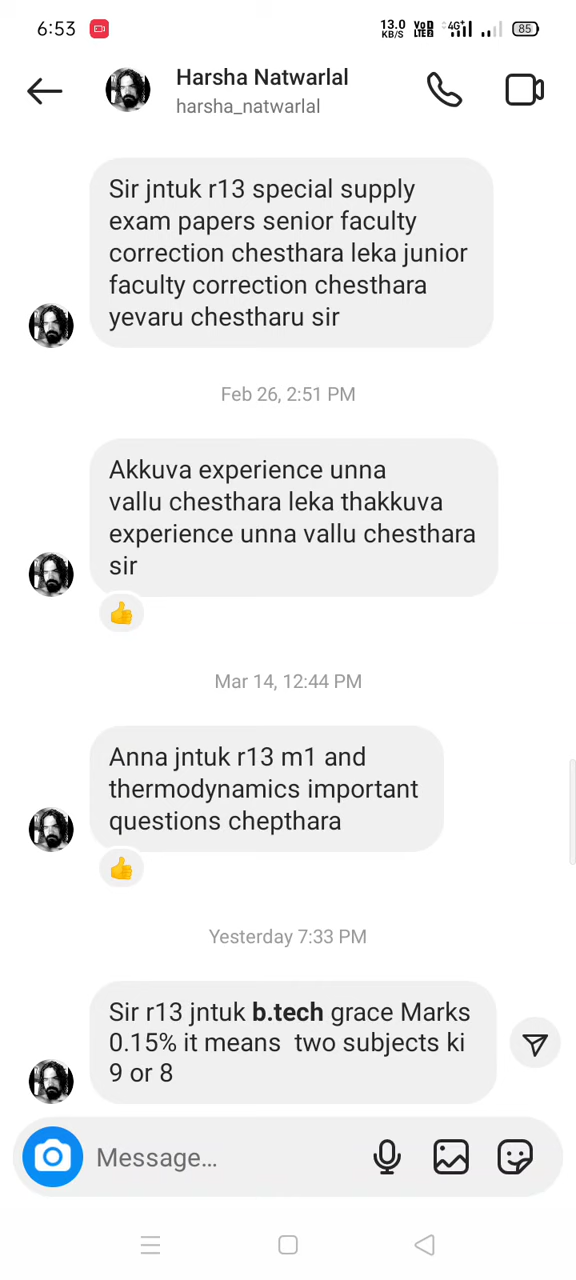 6:53
13.0 KB/S VoD LTE2 4G+ 85
Harsha Natwarlal
harsha_natwarlal
Sir jntuk r13 special supply
exam papers senior faculty
correction chesthara leka junior
faculty correction chesthara
yevaru chestharu sir
Feb 26, 2:51 PM
Akkuva experience unna
vallu chesthara leka thakkuva
experience unna vallu chesthara
sir
Mar 14, 12:44 PM
Anna jntuk r13 m1 and
thermodynamics important
questions chepthara
Yesterday 7:33 PM
Sir r13 jntuk b.tech grace Marks
0.15% it means two subjects ki
9 or 8
Message...